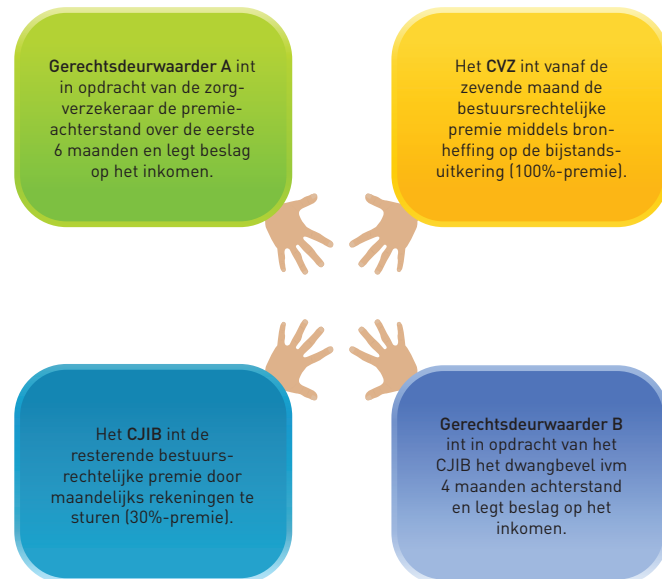 Gerechtsdeurwaarder A int
in opdracht van de zorg-
verzekeraar de premie-
achterstand over de eerste
6 maanden en legt beslag
op het inkomen.
Het CVZ int vanaf de
zevende maand de
bestuursrechtelijke
premie middels bron-
heffing op de bijstands-
uitkering (100%-premie).
Het CJIB int de
resterende bestuurs-
rechtelijke premie door
maandelijks rekeningen te
sturen (30%-premie).
Gerechtsdeurwaarder B
int in opdracht van het
CJIB het dwangbevel ivm
4 maanden achterstand
en legt beslag op het
inkomen.